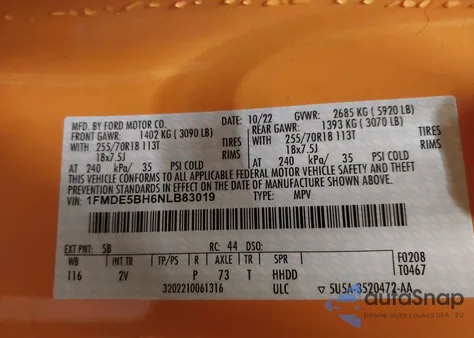 MFD. BY FORD MOTOR CO.
DATE: 10/22 GVWR: 2685 KG ( 5920 LB)
FRONT GAWR: 1402 KG ( 3090 LB) REAR GAWR: 1393 KG ( 3070 LB)
WITH 255/70R18 113T TIRES WITH 255/70R18 113T TIRES
18x7.5J RIMS 18x7.5J RIMS
AT 240 kPa/ 35 PSI COLD AT 240 kPa/ 35 PSI COLD
THIS VEHICLE CONFORMS TO ALL APPLICABLE FEDERAL MOTOR VEHICLE SAFETY AND THEFT
PREVENTION STANDARDS IN EFFECT ON THE DATE OF MANUFACTURE SHOWN ABOVE.
VIN: 1FMDE5BH6NLB83019 TYPE: MPV
EXT PNT: SB RC: 44 DSO: F0208
WB INT TR TP/PS R AXLE TR SPR T0467
116 2V P 73 T HHDD
3202210061316 ULC 5U5A-3520472-AA
autoSnap